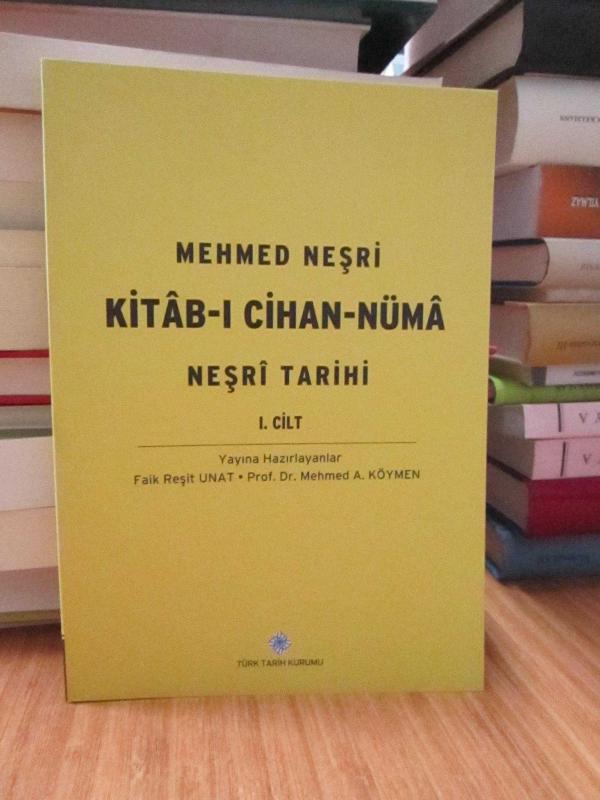 MEHMED NEŞRİ
KİTÂB-I CİHAN-NÜMÂ
NEŞRÎ TARİHİ
I. CİLT
Yayına Hazırlayanlar
Faik Reşit UNAT • Prof. Dr. Mehmed A. KÖYMEN
TÜRK TARİH KURUMU
YILMAZ